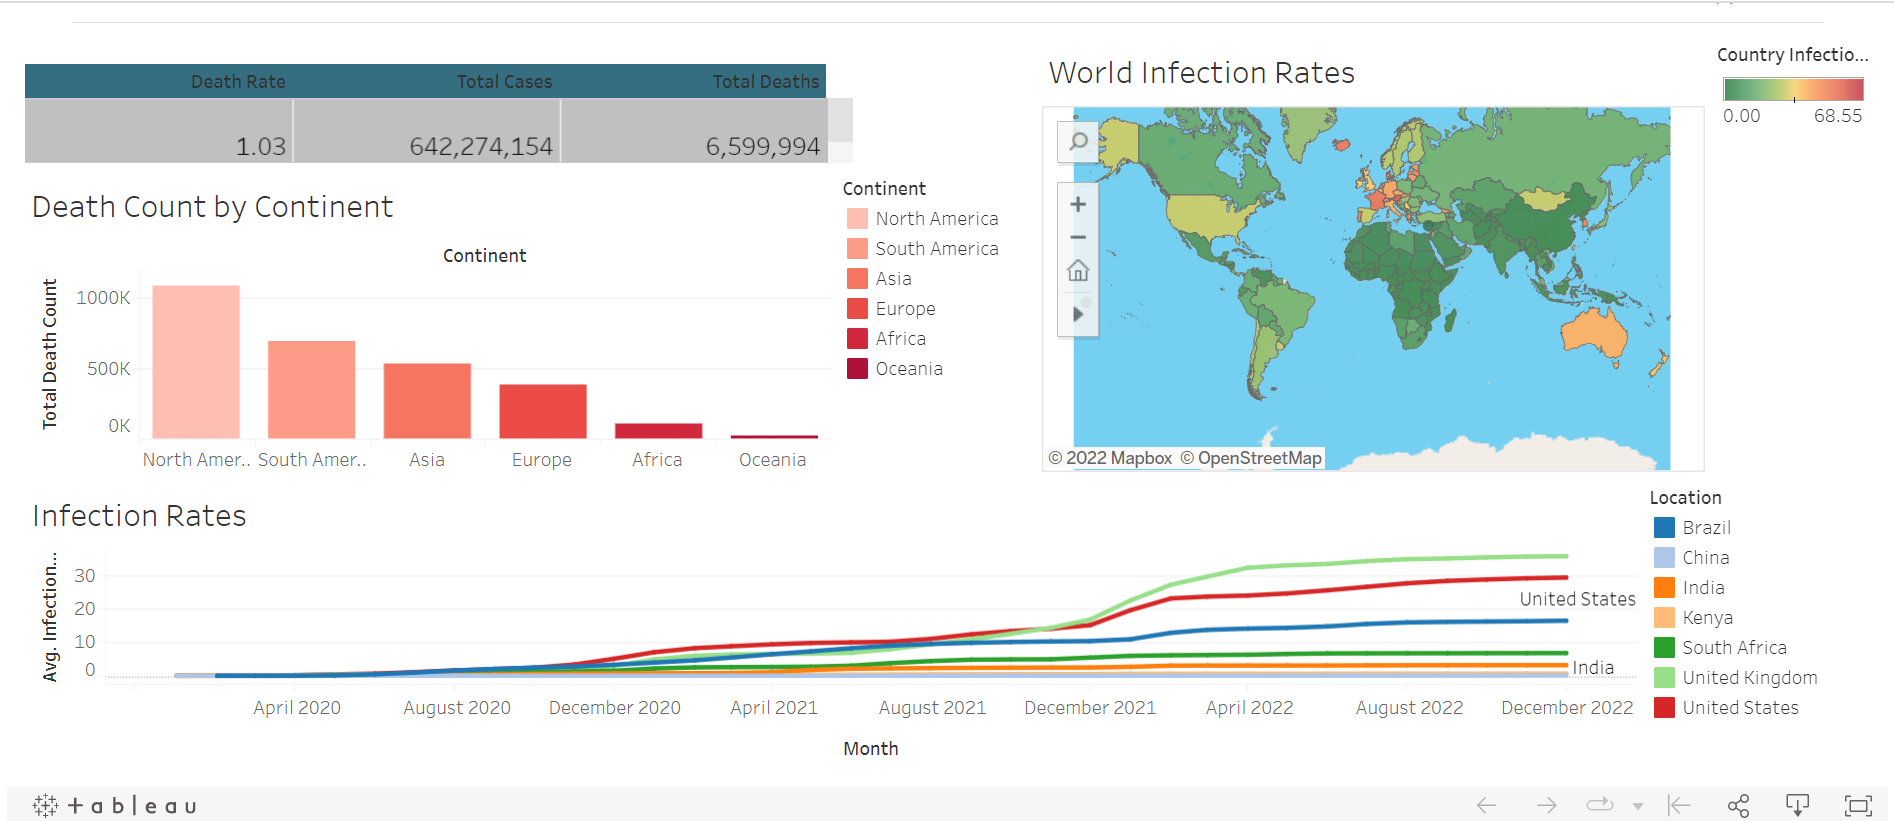 Death Rate Total Cases Total Deaths
1.03 642,274,154 6,599,994
Death Count by Continent
Continent
Total Death Count
1000K
500K
0K
North Amer.. South Amer.. Asia Europe Africa Oceania
Continent
North America
South America
Asia
Europe
Africa
Oceania
World Infection Rates
© 2022 Mapbox © OpenStreetMap
Country Infectio...
0.00 68.55
Infection Rates
Avg. Infection...
30
20
10
0
United States
India
April 2020 August 2020 December 2020 April 2021 August 2021 December 2021 April 2022 August 2022 December 2022
Month
Location
Brazil
China
India
Kenya
South Africa
United Kingdom
United States
+ableau